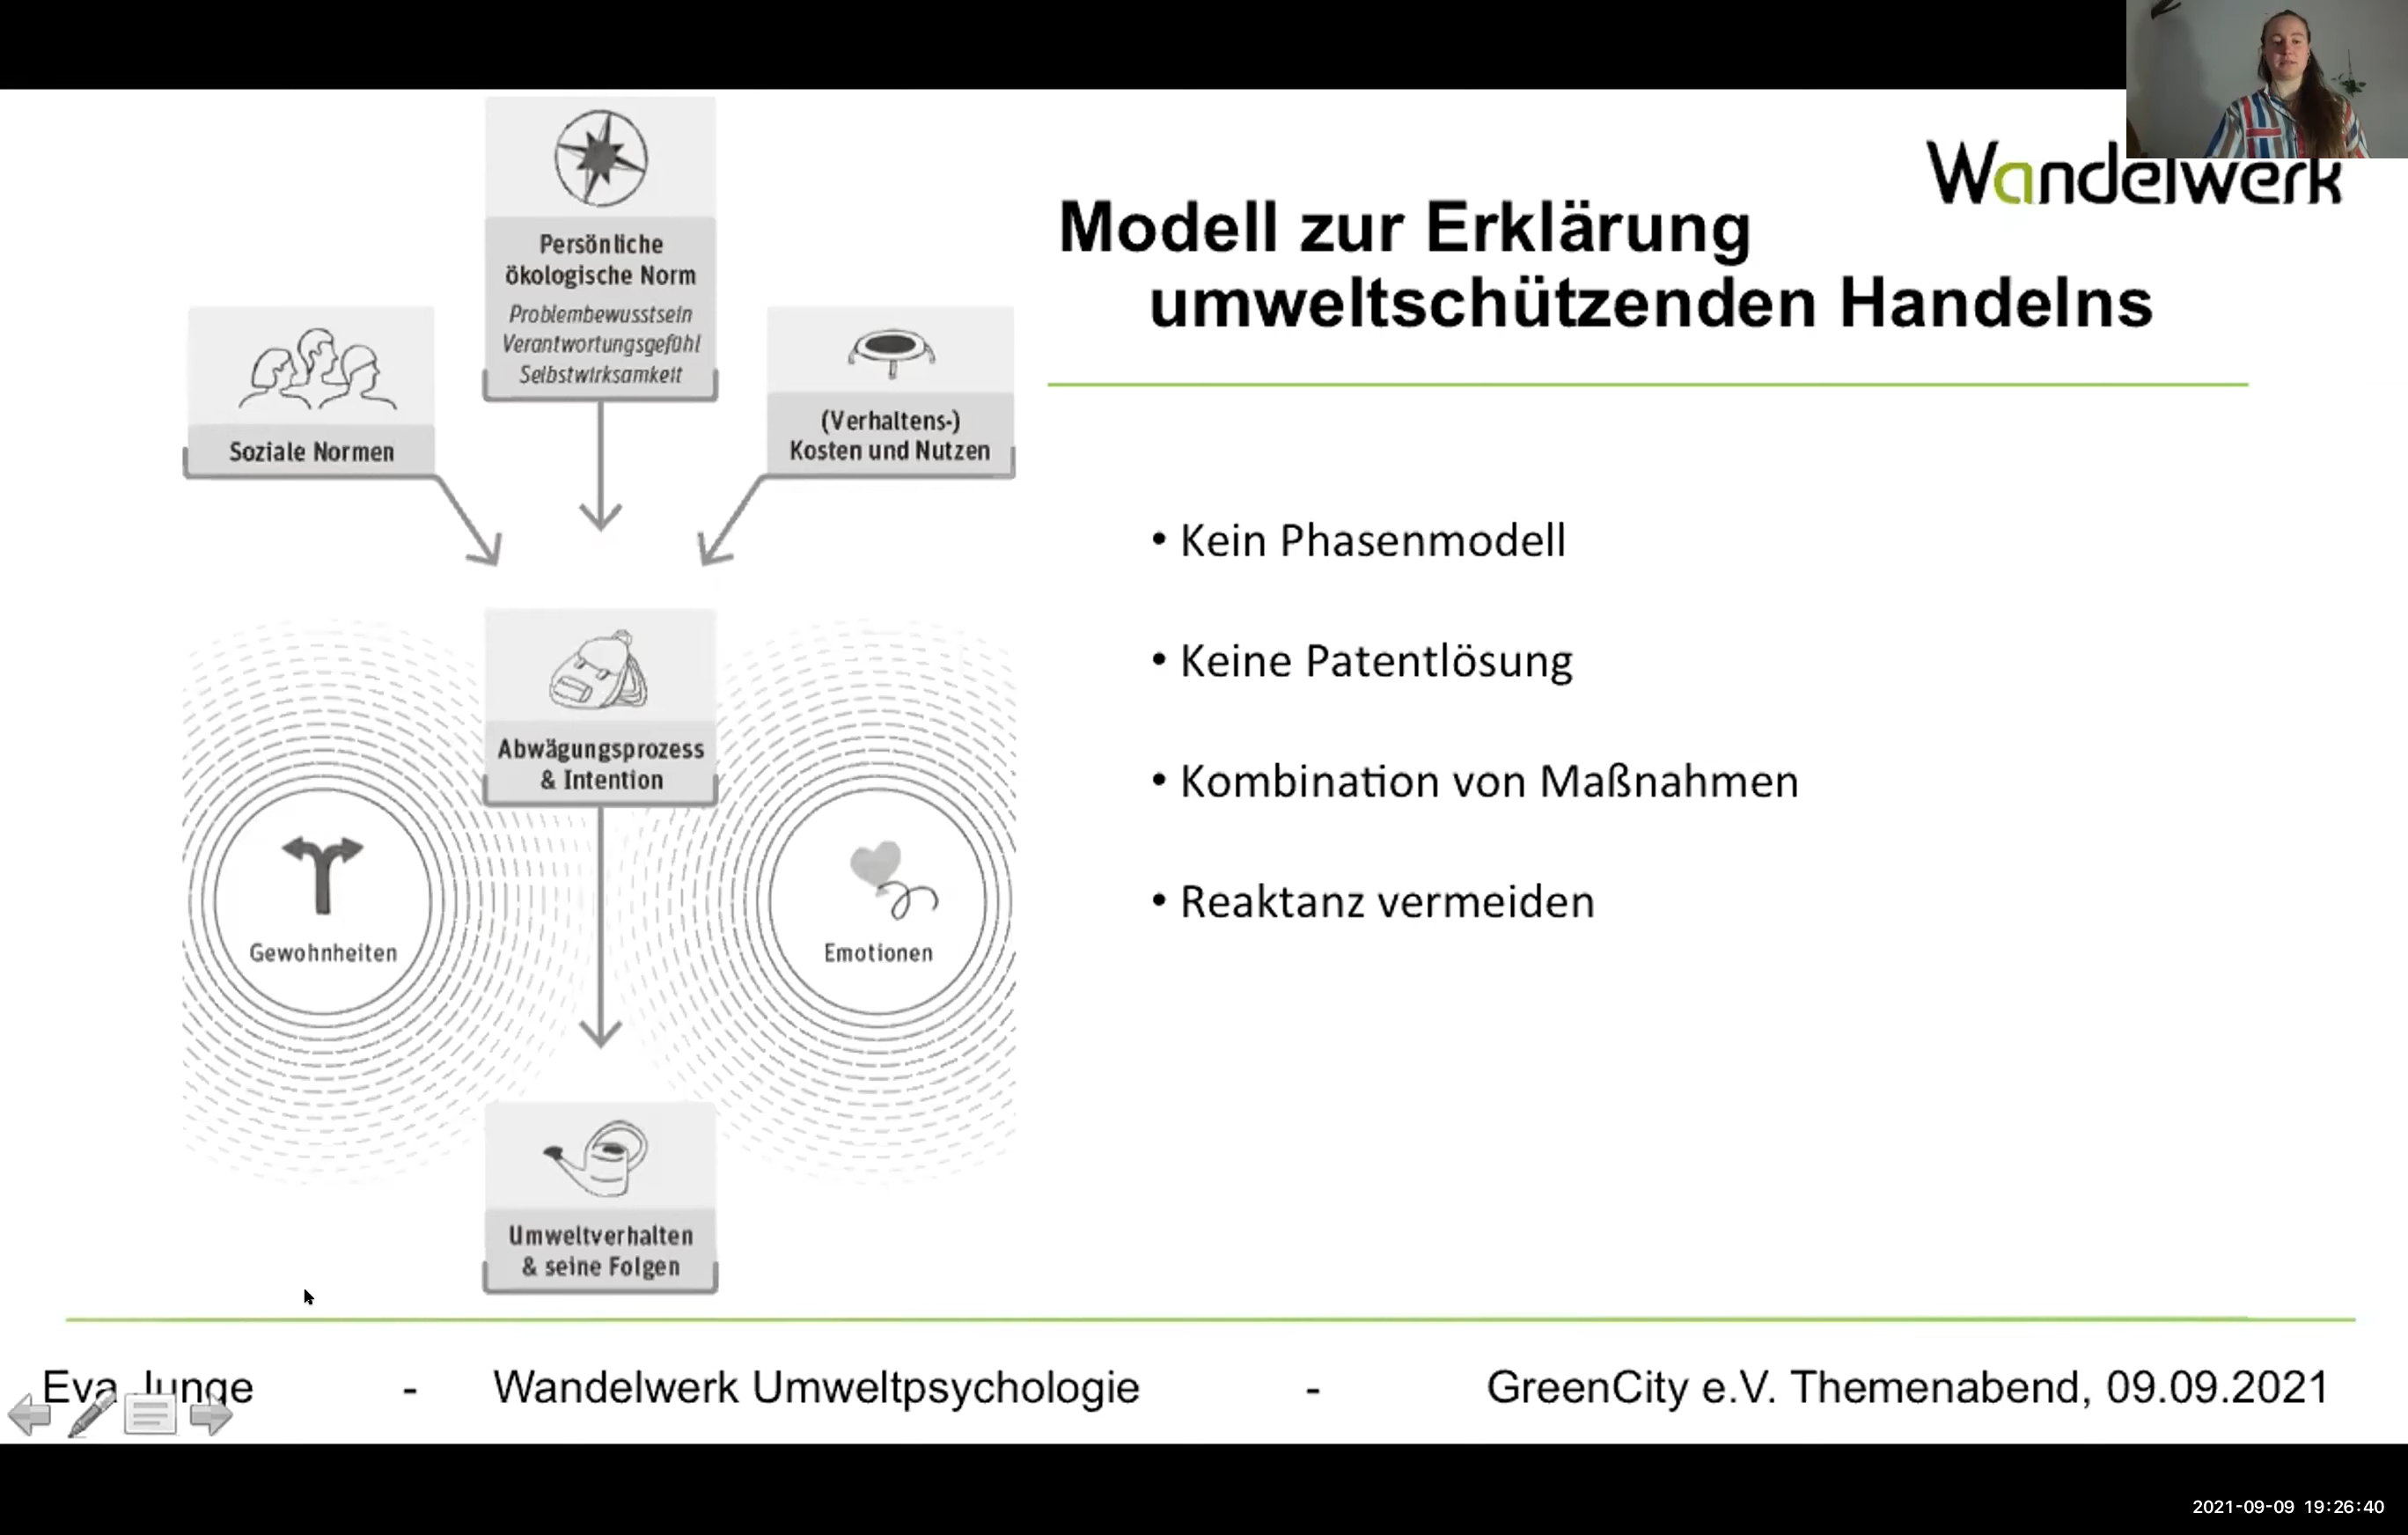 Wandelwerk
Modell zur Erklärung
umweltschützenden Handelns
Persönliche
ökologische Norm
Problembewusstsein
Verantwortungsgefühl
Selbstwirksamkeit
Soziale Normen
(Verhaltens-)
Kosten und Nutzen
Abwägungsprozess
& Intention
Gewohnheiten
Emotionen
Umweltverhalten
& seine Folgen
• Kein Phasenmodell
• Keine Patentlösung
• Kombination von Maßnahmen
• Reaktanz vermeiden
Eva Junge - Wandelwerk Umweltpsychologie - GreenCity e.V. Themenabend, 09.09.2021
2021-09-09 19:26:40